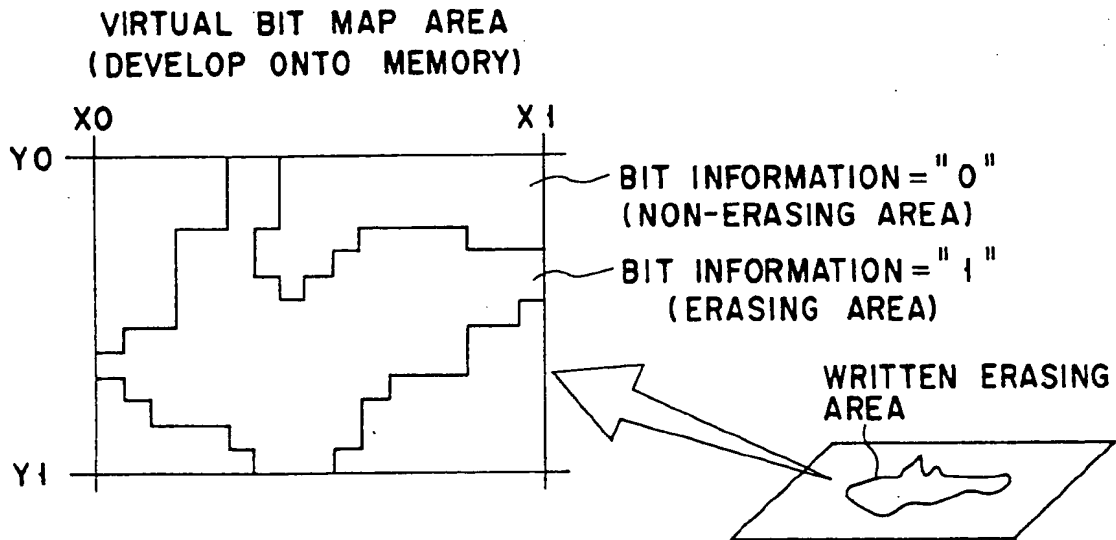 VIRTUAL BIT MAP AREA
(DEVELOP ONTO MEMORY)
X0 X1
Y0
BIT INFORMATION="0"
(NON-ERASING AREA)
BIT INFORMATION="1"
(ERASING AREA)
WRITTEN ERASING
AREA
Y1